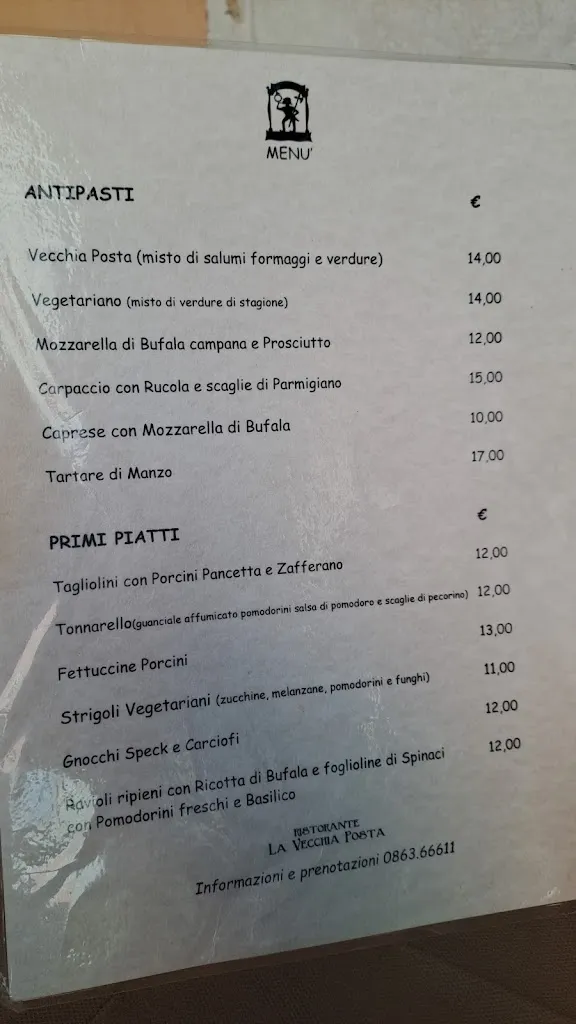 MENU'
ANTIPASTI €
Vecchia Posta (misto di salumi formaggi e verdure) 14,00
Vegetariano (misto di verdure di stagione) 14,00
Mozzarella di Bufala campana e Prosciutto 12,00
Carpaccio con Rucola e scaglie di Parmigiano 15,00
Caprese con Mozzarella di Bufala 10,00
Tartare di Manzo 17,00
PRIMI PIATTI €
Tagliolini con Porcini Pancetta e Zafferano 12,00
Tonnarello(guanciale affumicato pomodorini salsa di pomodoro e scaglie di pecorino) 12,00
Fettuccine Porcini 13,00
Strigoli Vegetariani (zucchine, melanzane, pomodorini e funghi) 11,00
Gnocchi Speck e Carciofi 12,00
Ravioli ripieni con Ricotta di Bufala e foglioline di Spinaci 12,00
con Pomodorini freschi e Basilico
RISTORANTE
LA VECCHIA POSTA
Informazioni e prenotazioni 0863.66611